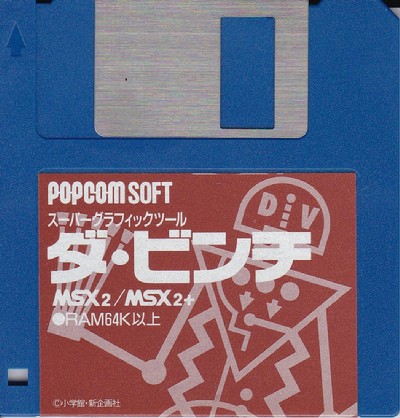 POPCOM SOFT
スーパーグラフィックツール
ダ・ビンチ
MSX2/MSX2+
●RAM64K以上
DiV
©小学館・新企画社